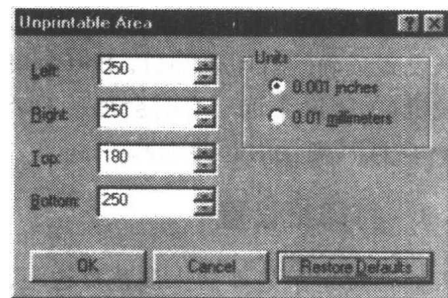 Unprintable Area
Left: 250
Right: 250
Top: 180
Bottom: 250
Units
0.001 inches
0.01 millimeters
OK Cancel Restore Defaults